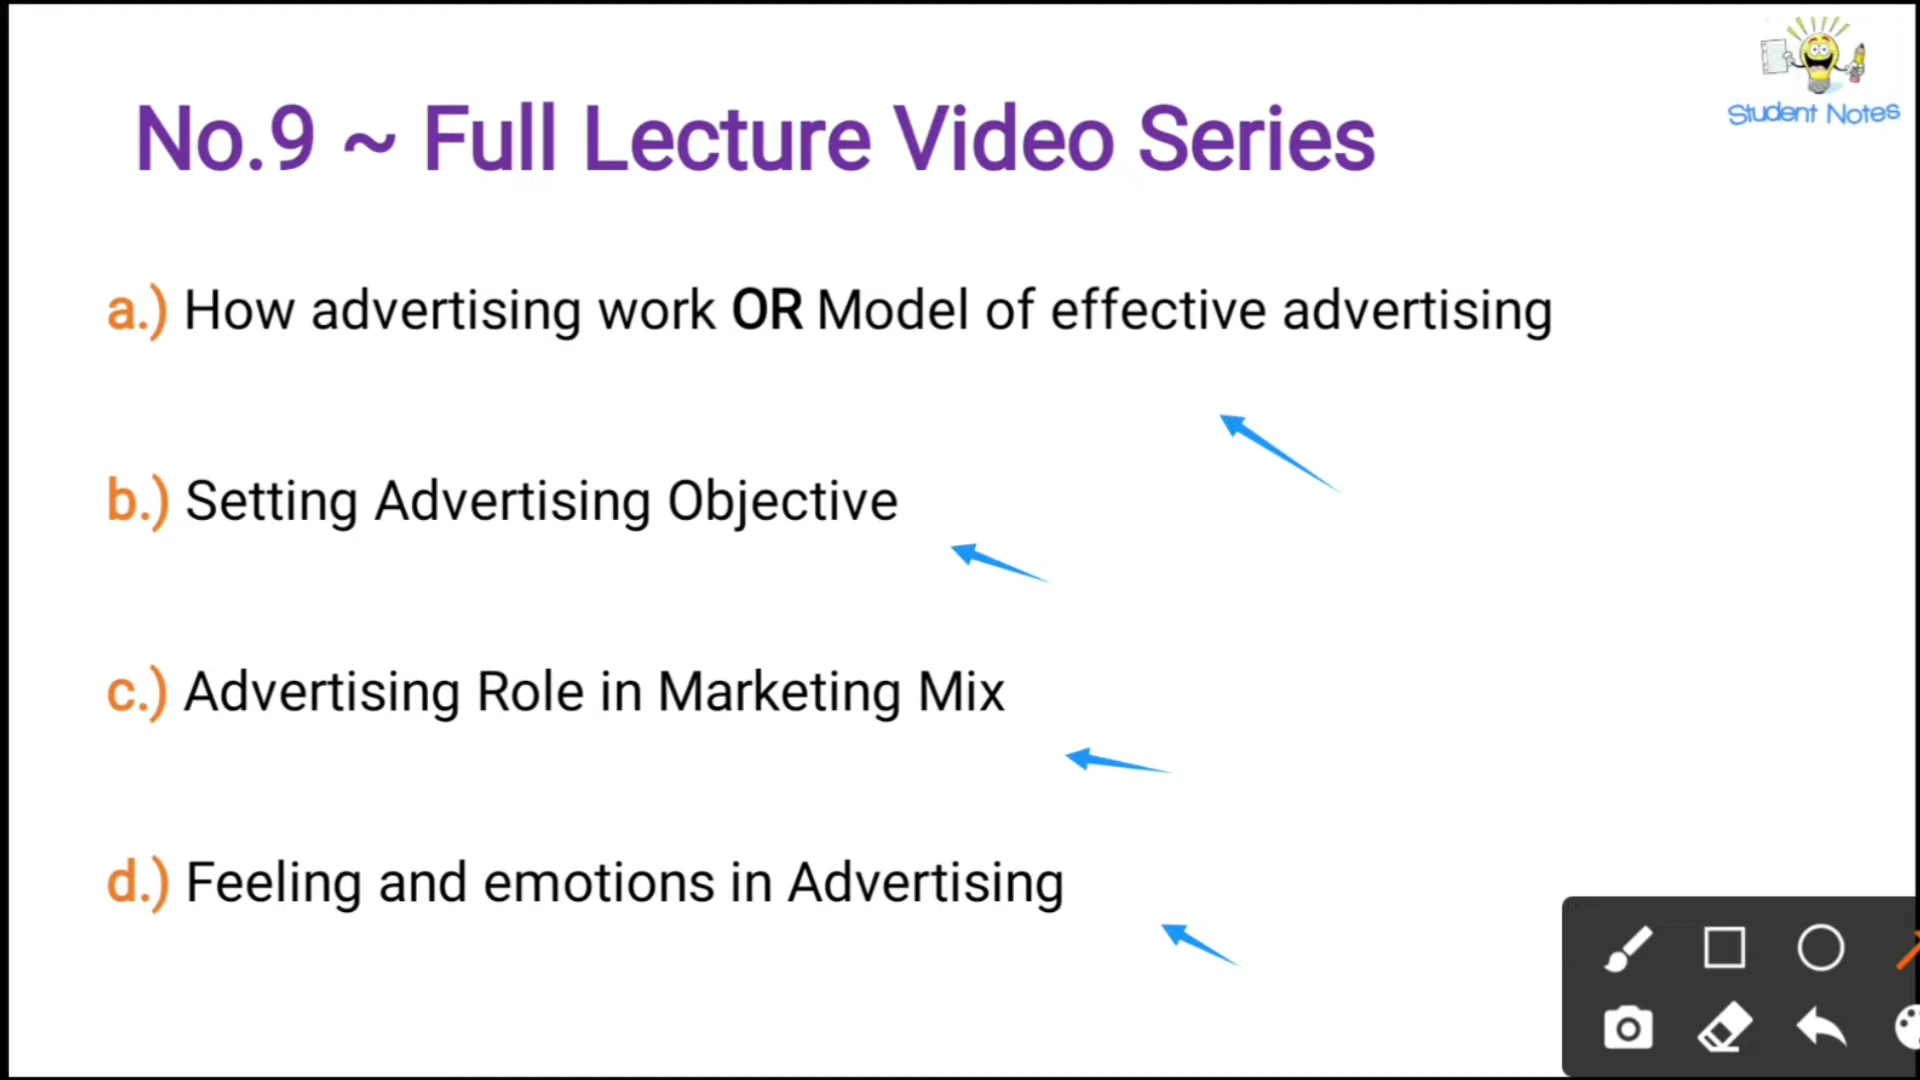 Student Notes
No.9 ~ Full Lecture Video Series
a.) How advertising work OR Model of effective advertising
b.) Setting Advertising Objective
c.) Advertising Role in Marketing Mix
d.) Feeling and emotions in Advertising